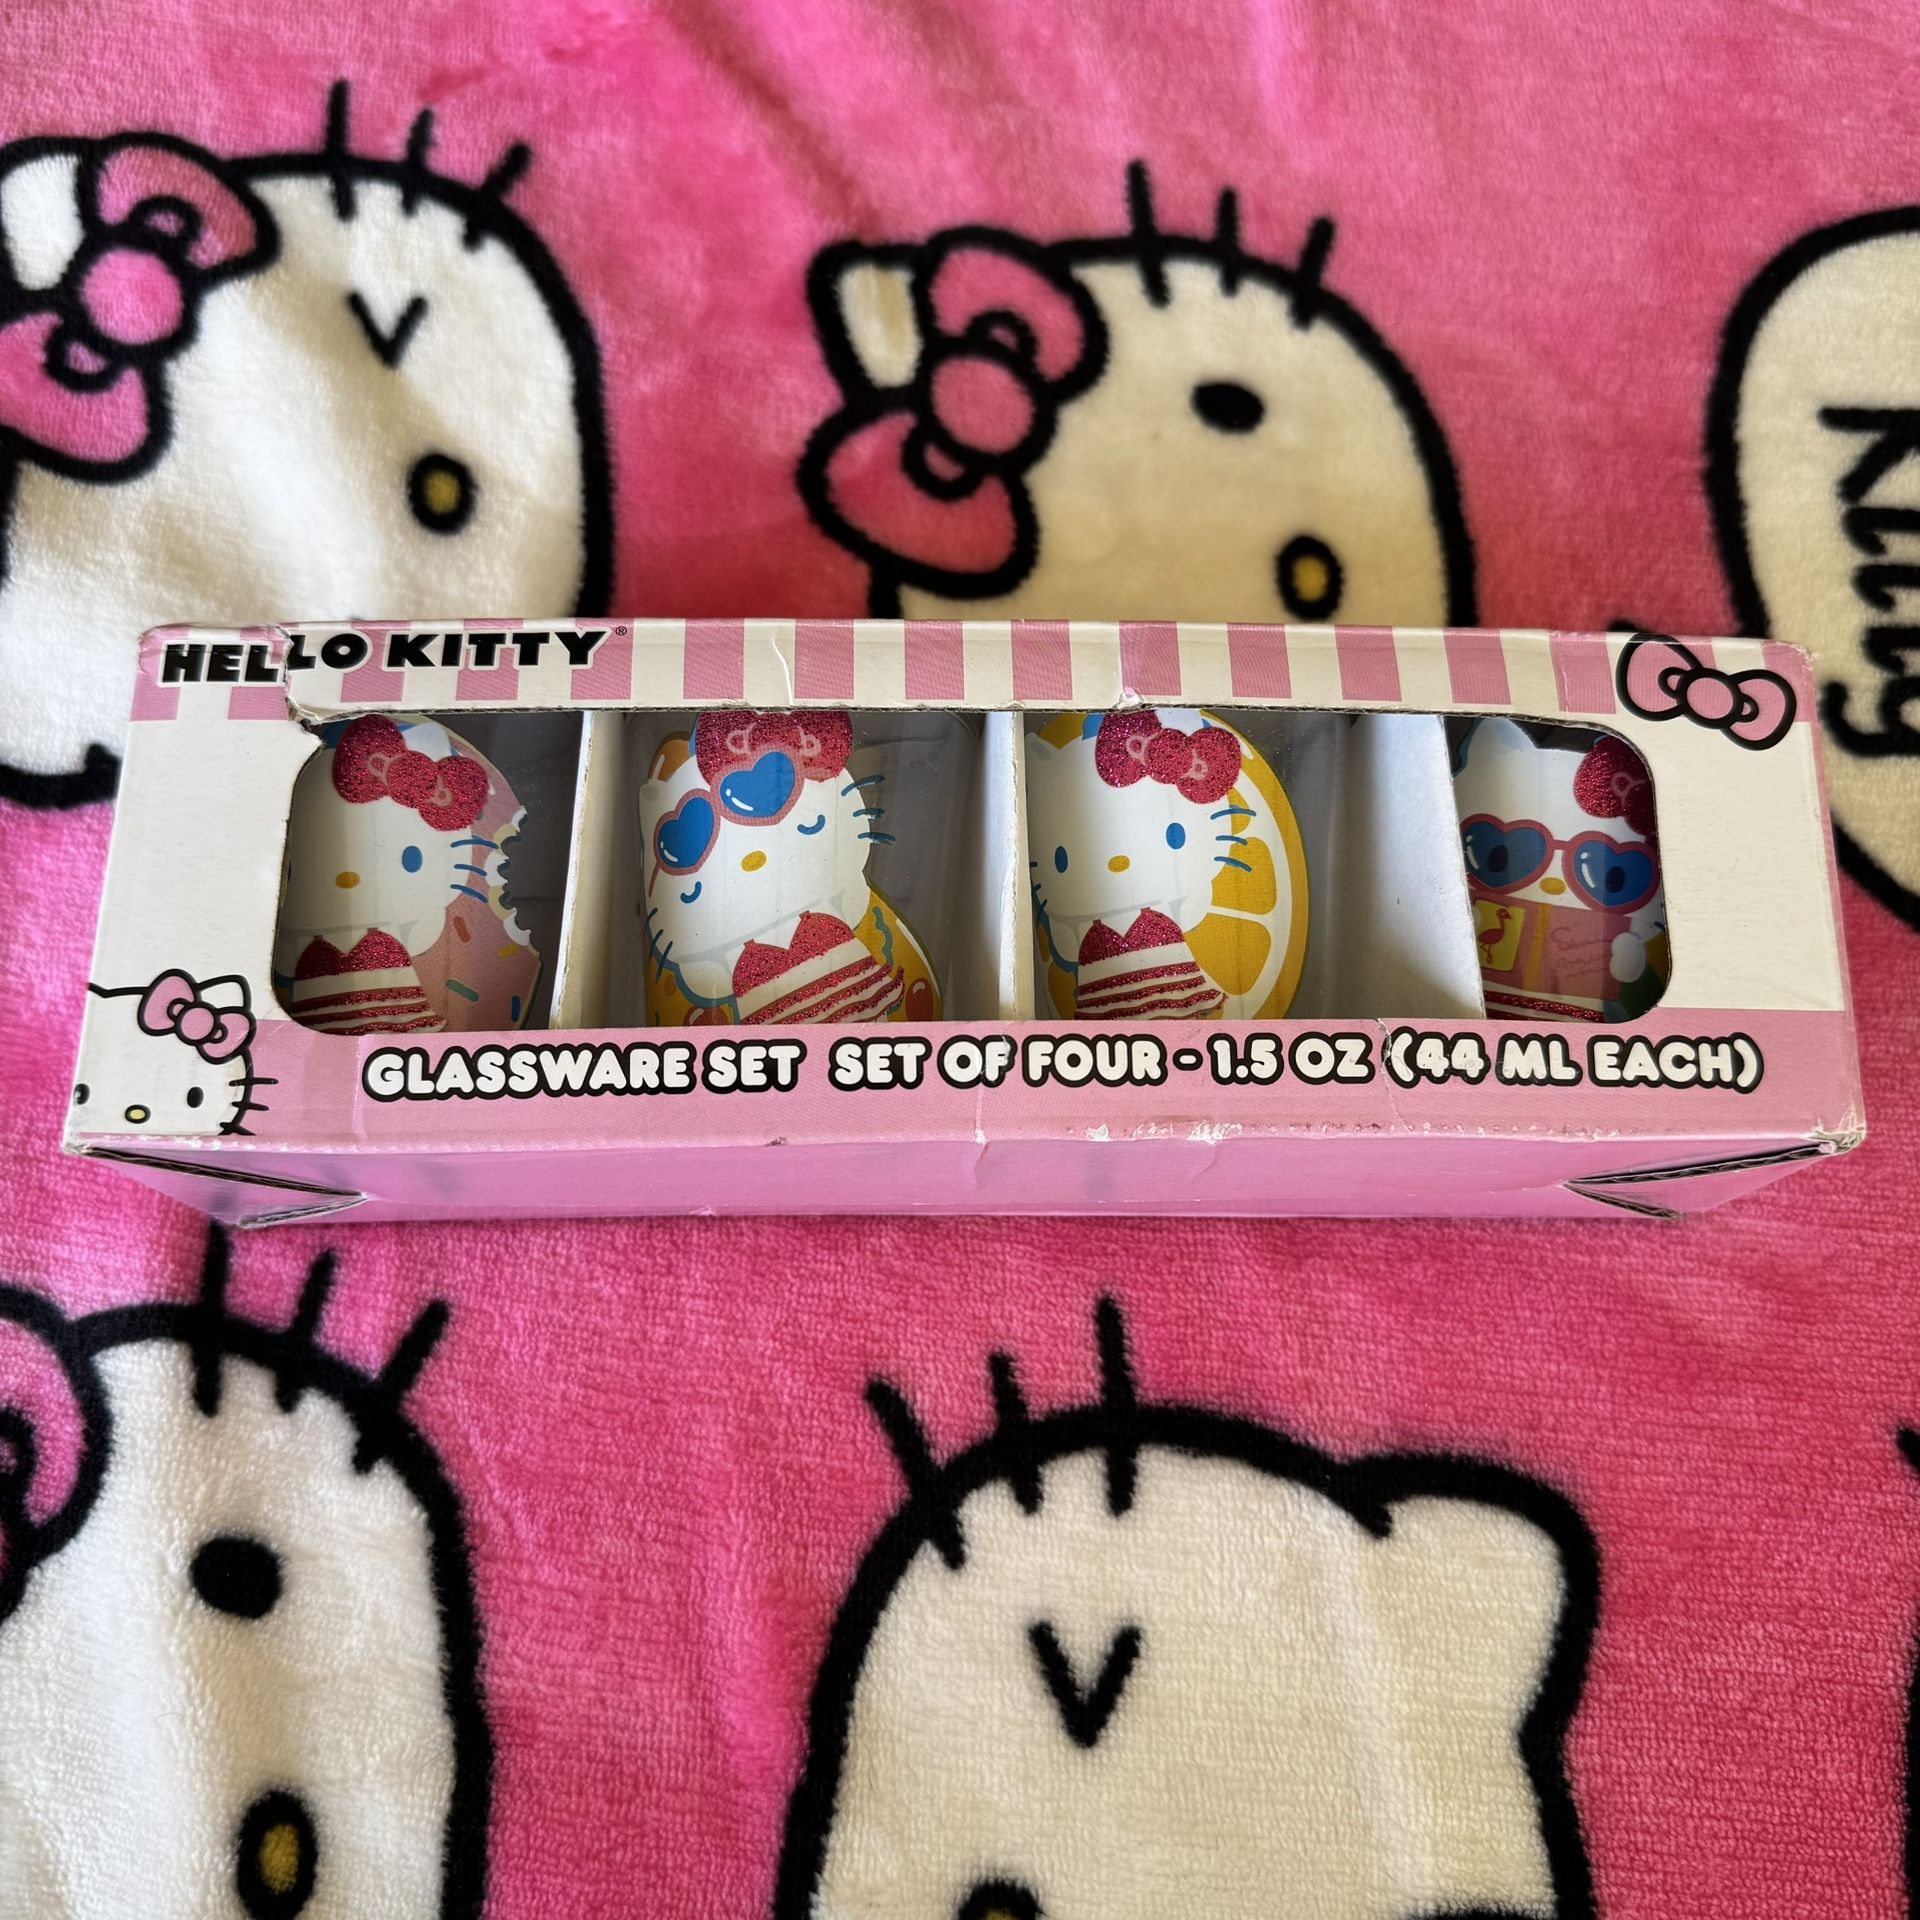 HELLO KITTY®
Kitty
GLASSWARE SET SET OF FOUR - 1.5 OZ (44 ML EACH)